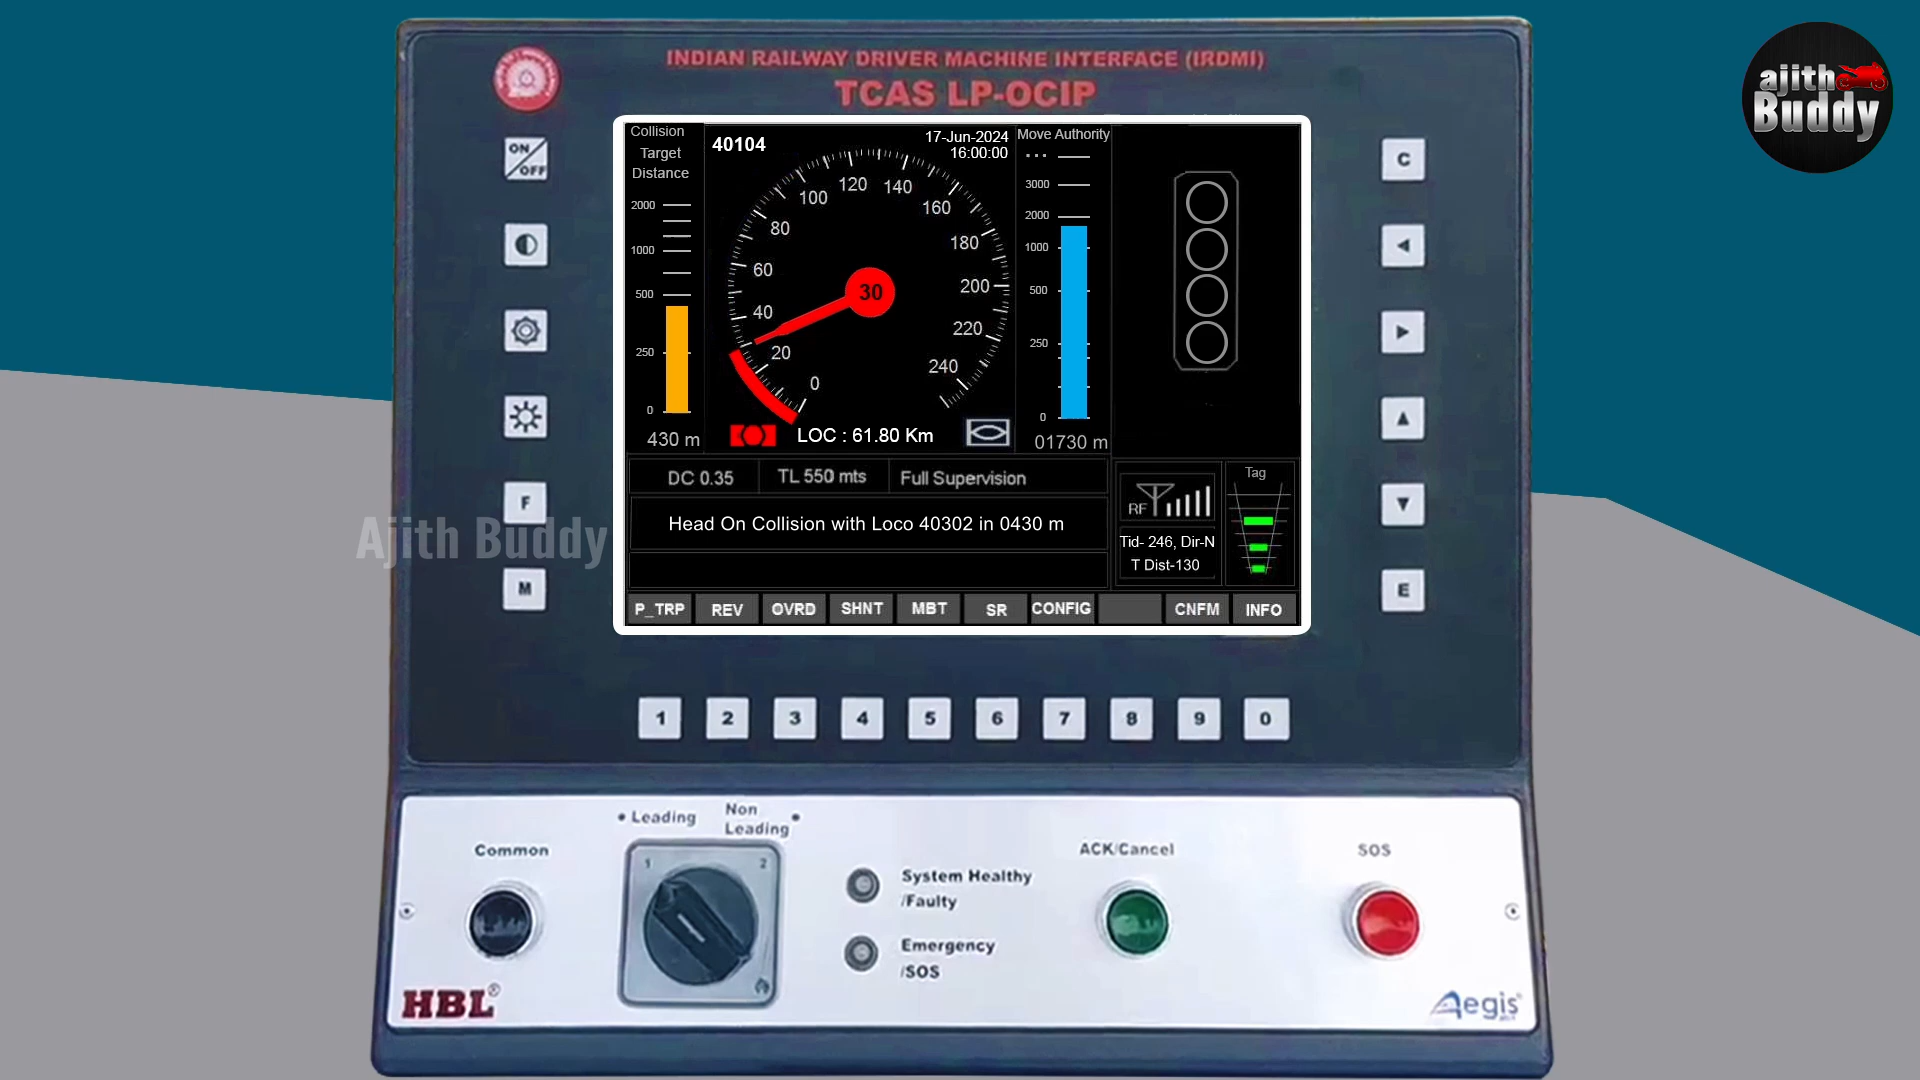 INDIAN RAILWAY DRIVER MACHINE INTERFACE (IRDMI)
TCAS LP-OCIP
ajith
Buddy
ON
OFF
F
M
C
E
Collision
Target
Distance
2000
1000
500
250
0
430 m
40104
17-Jun-2024
16:00:00
0
20
40
60
80
100
120
140
160
180
200
220
240
30
LOC : 61.80 Km
Move Authority
3000
2000
1000
500
250
0
01730 m
DC 0.35
TL 550 mts
Full Supervision
Head On Collision with Loco 40302 in 0430 m
RF
Tid- 246, Dir-N
T Dist-130
Tag
P_TRP
REV
OVRD
SHNT
MBT
SR
CONFIG
CNFM
INFO
Ajith Buddy
1
2
3
4
5
6
7
8
9
0
Common
• Leading
Non
Leading •
1
2
System Healthy
/Faulty
Emergency
/SOS
ACK/Cancel
SOS
HBL®
Aegis